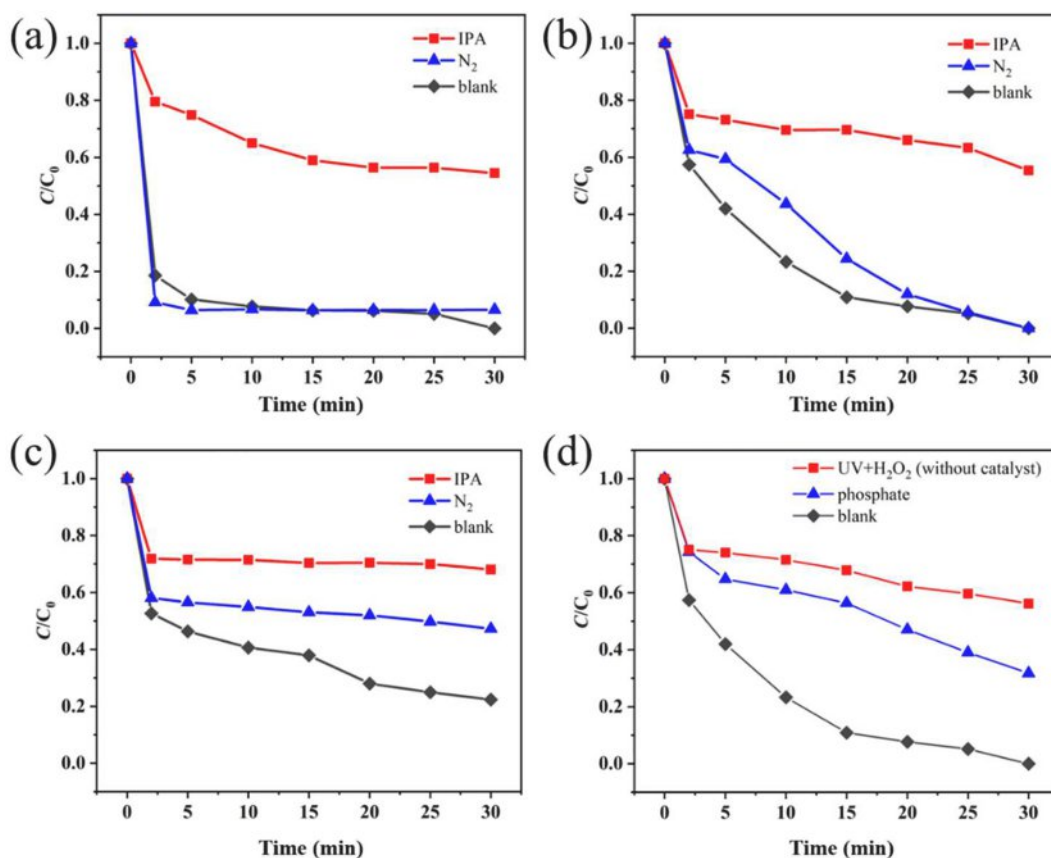 (a)
IPA
N₂
blank
C/C₀
1.0
0.8
0.6
0.4
0.2
0.0
0 5 10 15 20 25 30
Time (min)
(b)
IPA
N₂
blank
C/C₀
1.0
0.8
0.6
0.4
0.2
0.0
0 5 10 15 20 25 30
Time (min)
(c)
IPA
N₂
blank
C/C₀
1.0
0.8
0.6
0.4
0.2
0.0
0 5 10 15 20 25 30
Time (min)
(d)
UV+H₂O₂ (without catalyst)
phosphate
blank
C/C₀
1.0
0.8
0.6
0.4
0.2
0.0
0 5 10 15 20 25 30
Time (min)